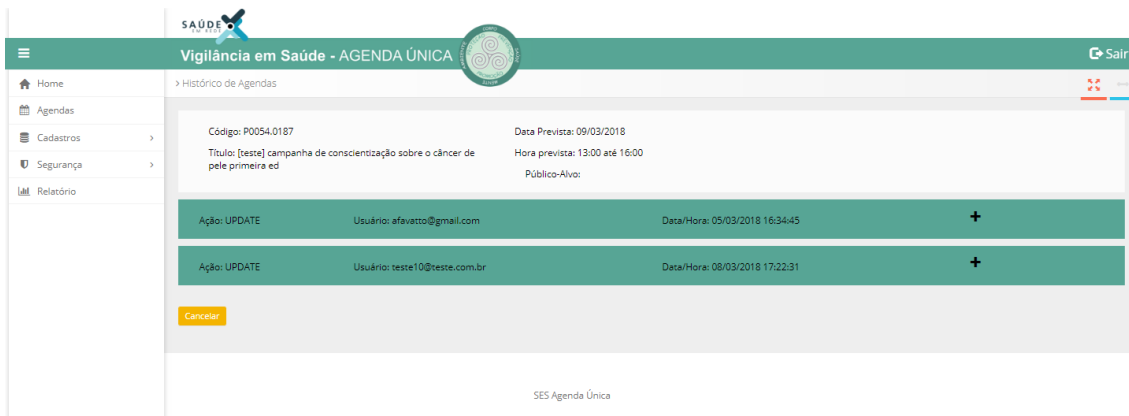 SAÚDE
EM REDE
Vigilância em Saúde - AGENDA ÚNICA
Sair
Home
> Histórico de Agendas
Agendas
Cadastros
Segurança
Relatório
Código: P0054.0187
Data Prevista: 09/03/2018
Título: [teste] campanha de conscientização sobre o câncer de
pele primeira ed
Hora prevista: 13:00 até 16:00
Público-Alvo:
Ação: UPDATE Usuário: afavatto@gmail.com Data/Hora: 05/03/2018 16:34:45 +
Ação: UPDATE Usuário: teste10@teste.com.br Data/Hora: 08/03/2018 17:22:31 +
Cancelar
SES Agenda Única